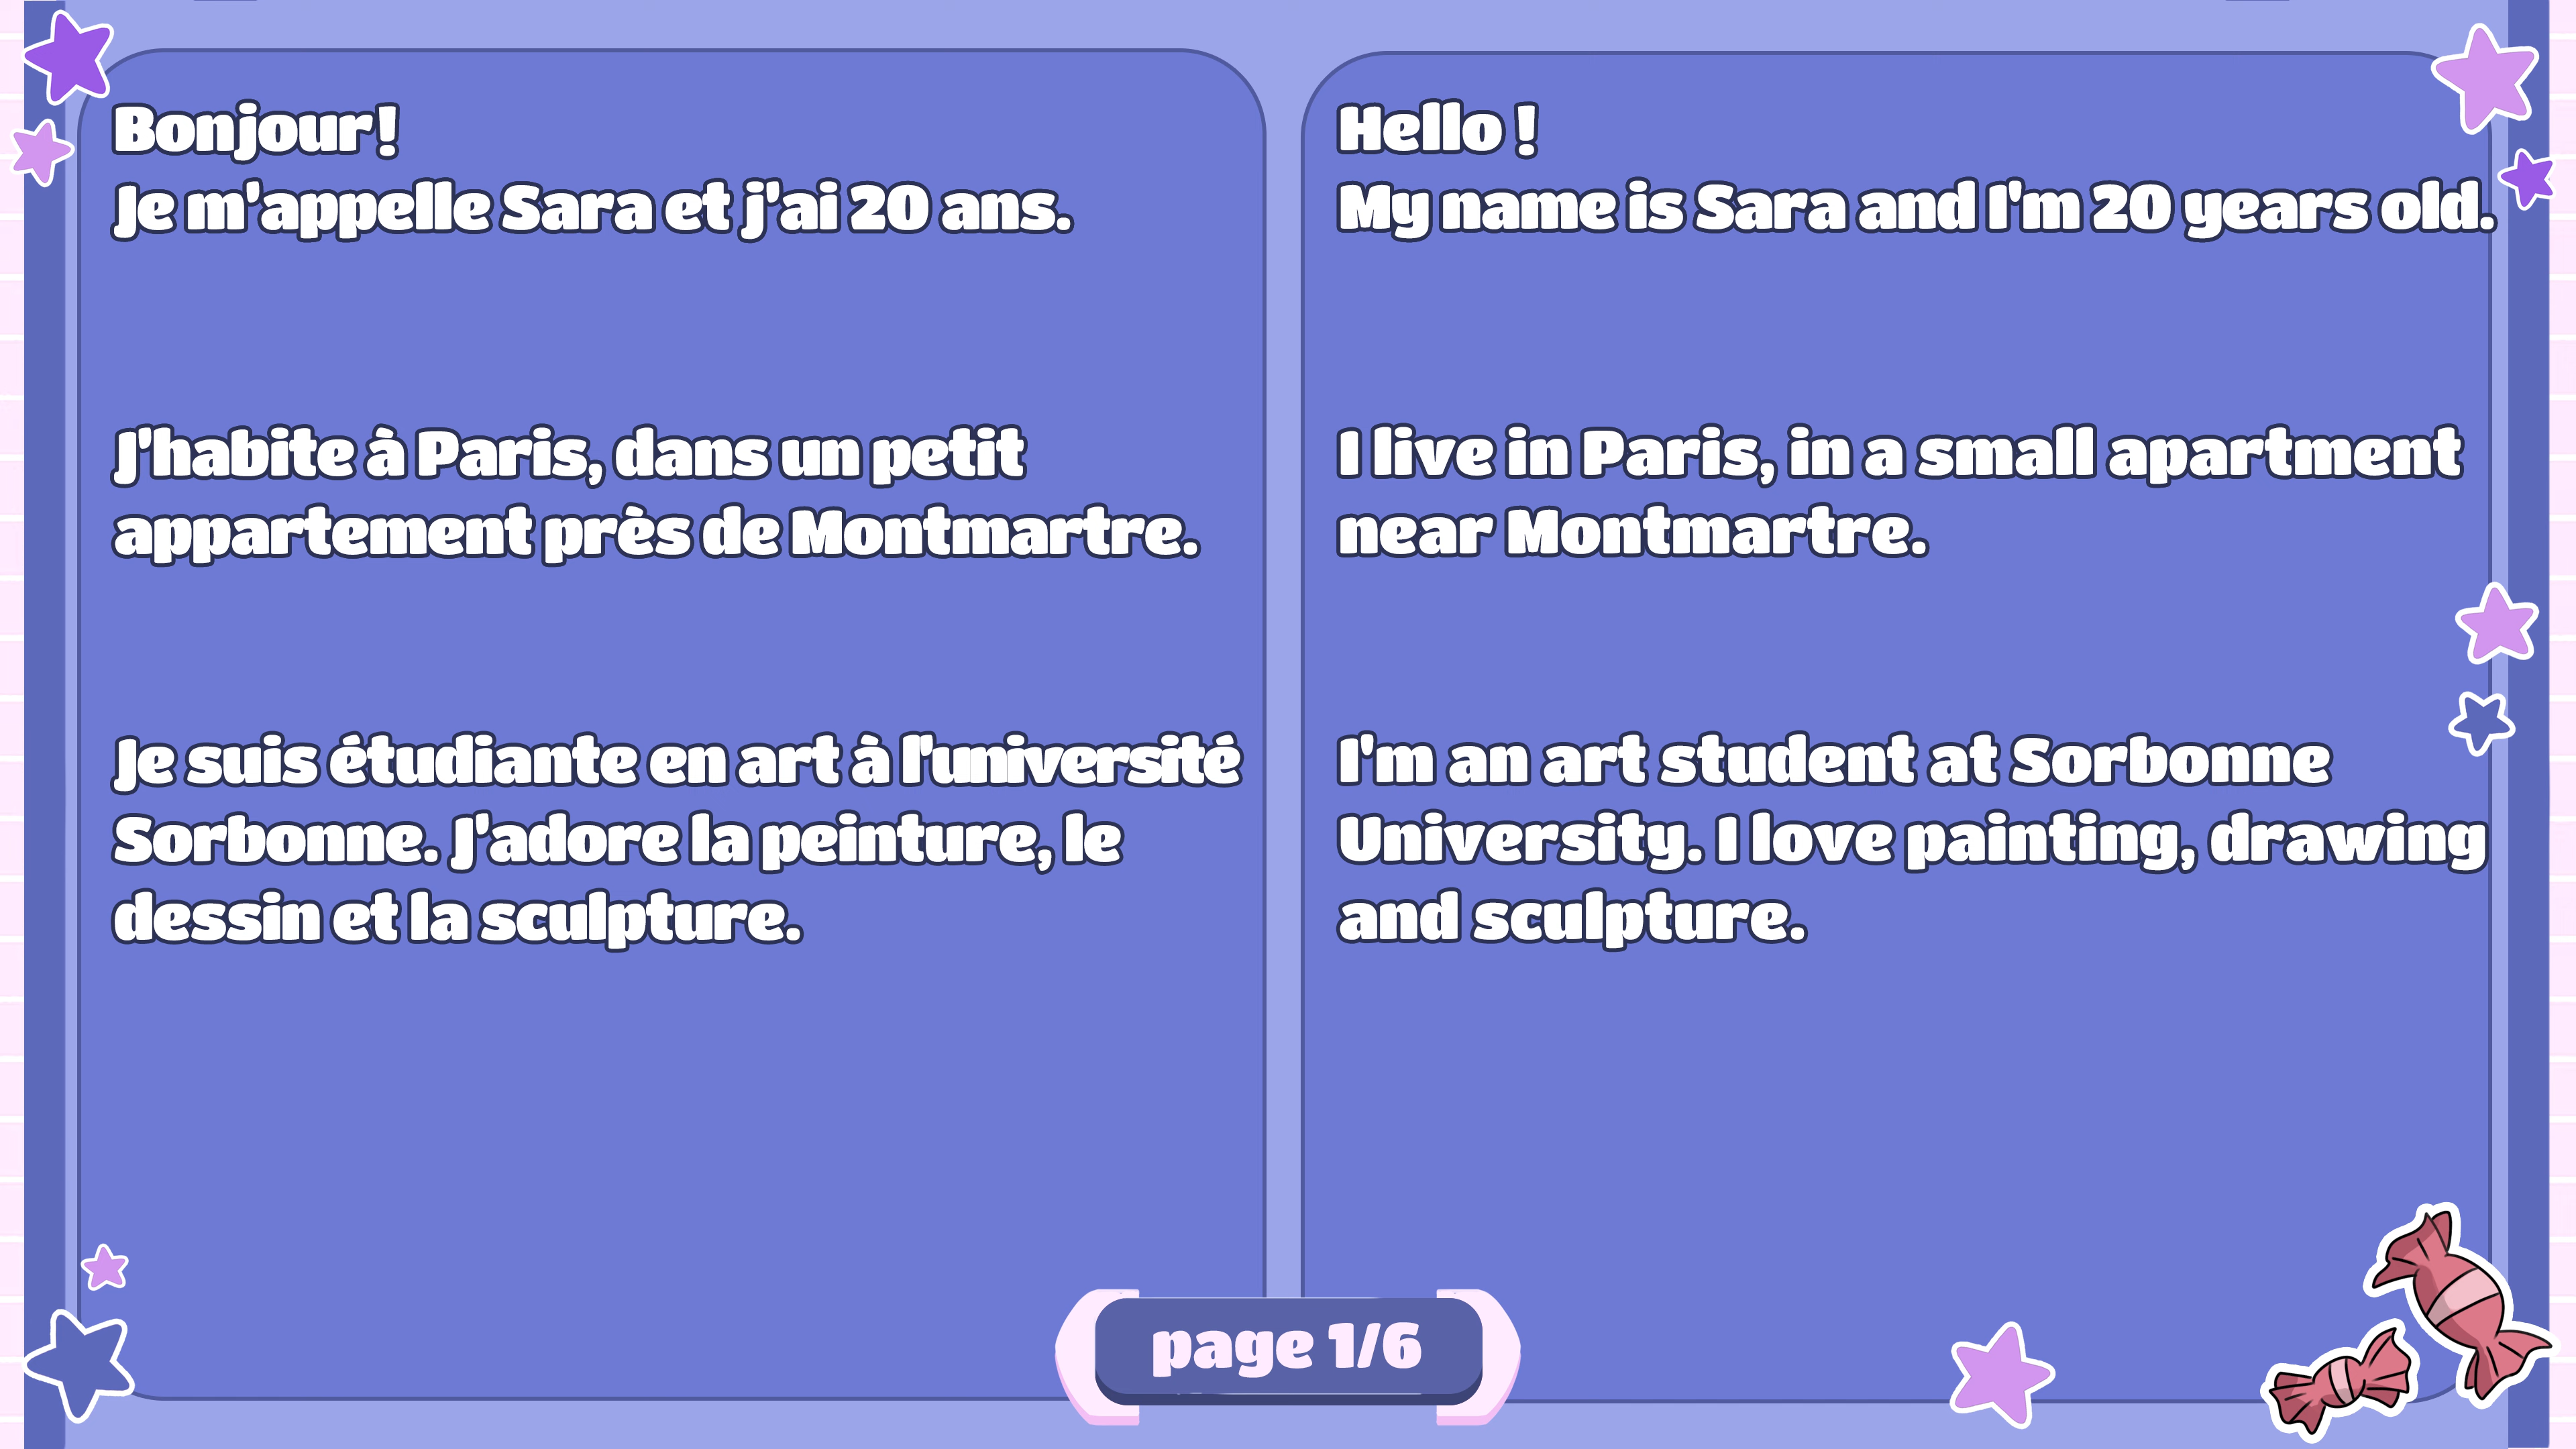 Bonjour!
Je m'appelle Sara et j'ai 20 ans.
J'habite à Paris, dans un petit
appartement près de Montmartre.
Je suis étudiante en art à l'université
Sorbonne. J'adore la peinture, le
dessin et la sculpture.
Hello !
My name is Sara and I'm 20 years old.
I live in Paris, in a small apartment
near Montmartre.
I'm an art student at Sorbonne
University. I love painting, drawing
and sculpture.
page 1/6